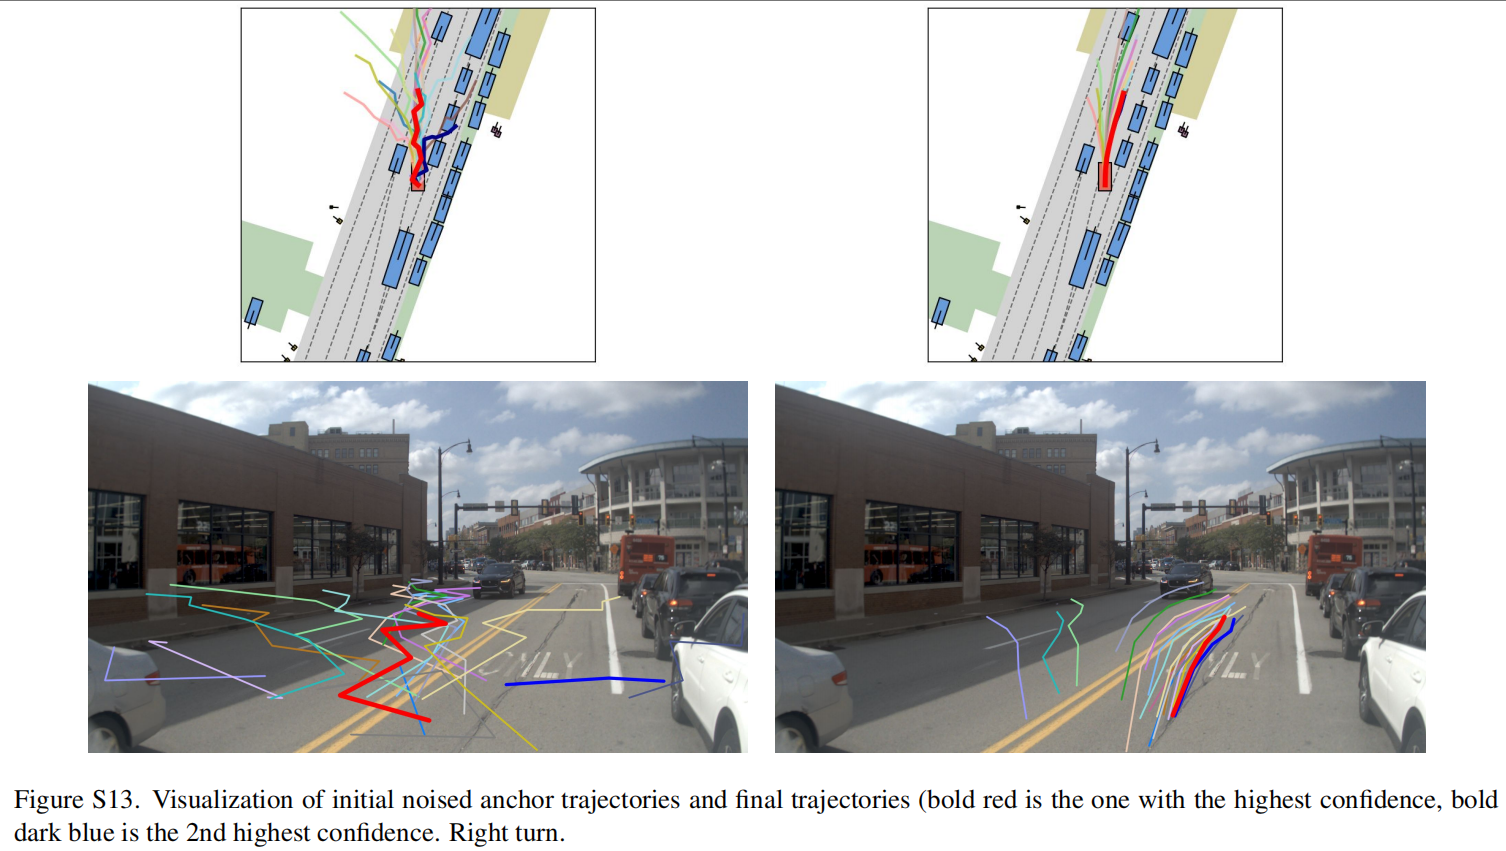 Figure S13. Visualization of initial noised anchor trajectories and final trajectories (bold red is the one with the highest confidence, bold
dark blue is the 2nd highest confidence. Right turn.